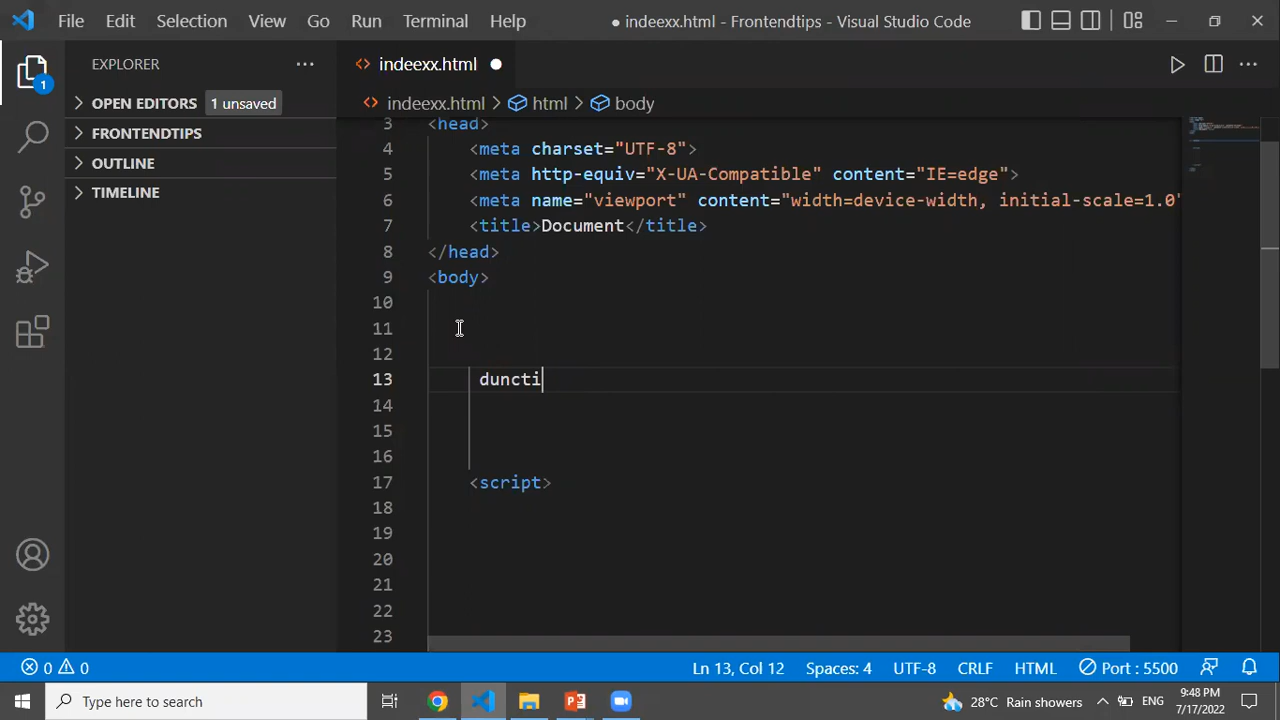 File Edit Selection View Go Run Terminal Help ● indeexx.html - Frontendtips - Visual Studio Code
EXPLORER ···
1
OPEN EDITORS 1 unsaved
FRONTENDTIPS
OUTLINE
TIMELINE
indeexx.html
indeexx.html > html > body
3 <head>
4 <meta charset="UTF-8">
5 <meta http-equiv="X-UA-Compatible" content="IE=edge">
6 <meta name="viewport" content="width=device-width, initial-scale=1.0"
7 <title>Document</title>
8 </head>
9 <body>
10
11
12
13 duncti
14
15
16
17 <script>
18
19
20
21
22
23
0 0 Ln 13, Col 12 Spaces: 4 UTF-8 CRLF HTML Port : 5500
Type here to search 28°C Rain showers ENG 9:48 PM
7/17/2022